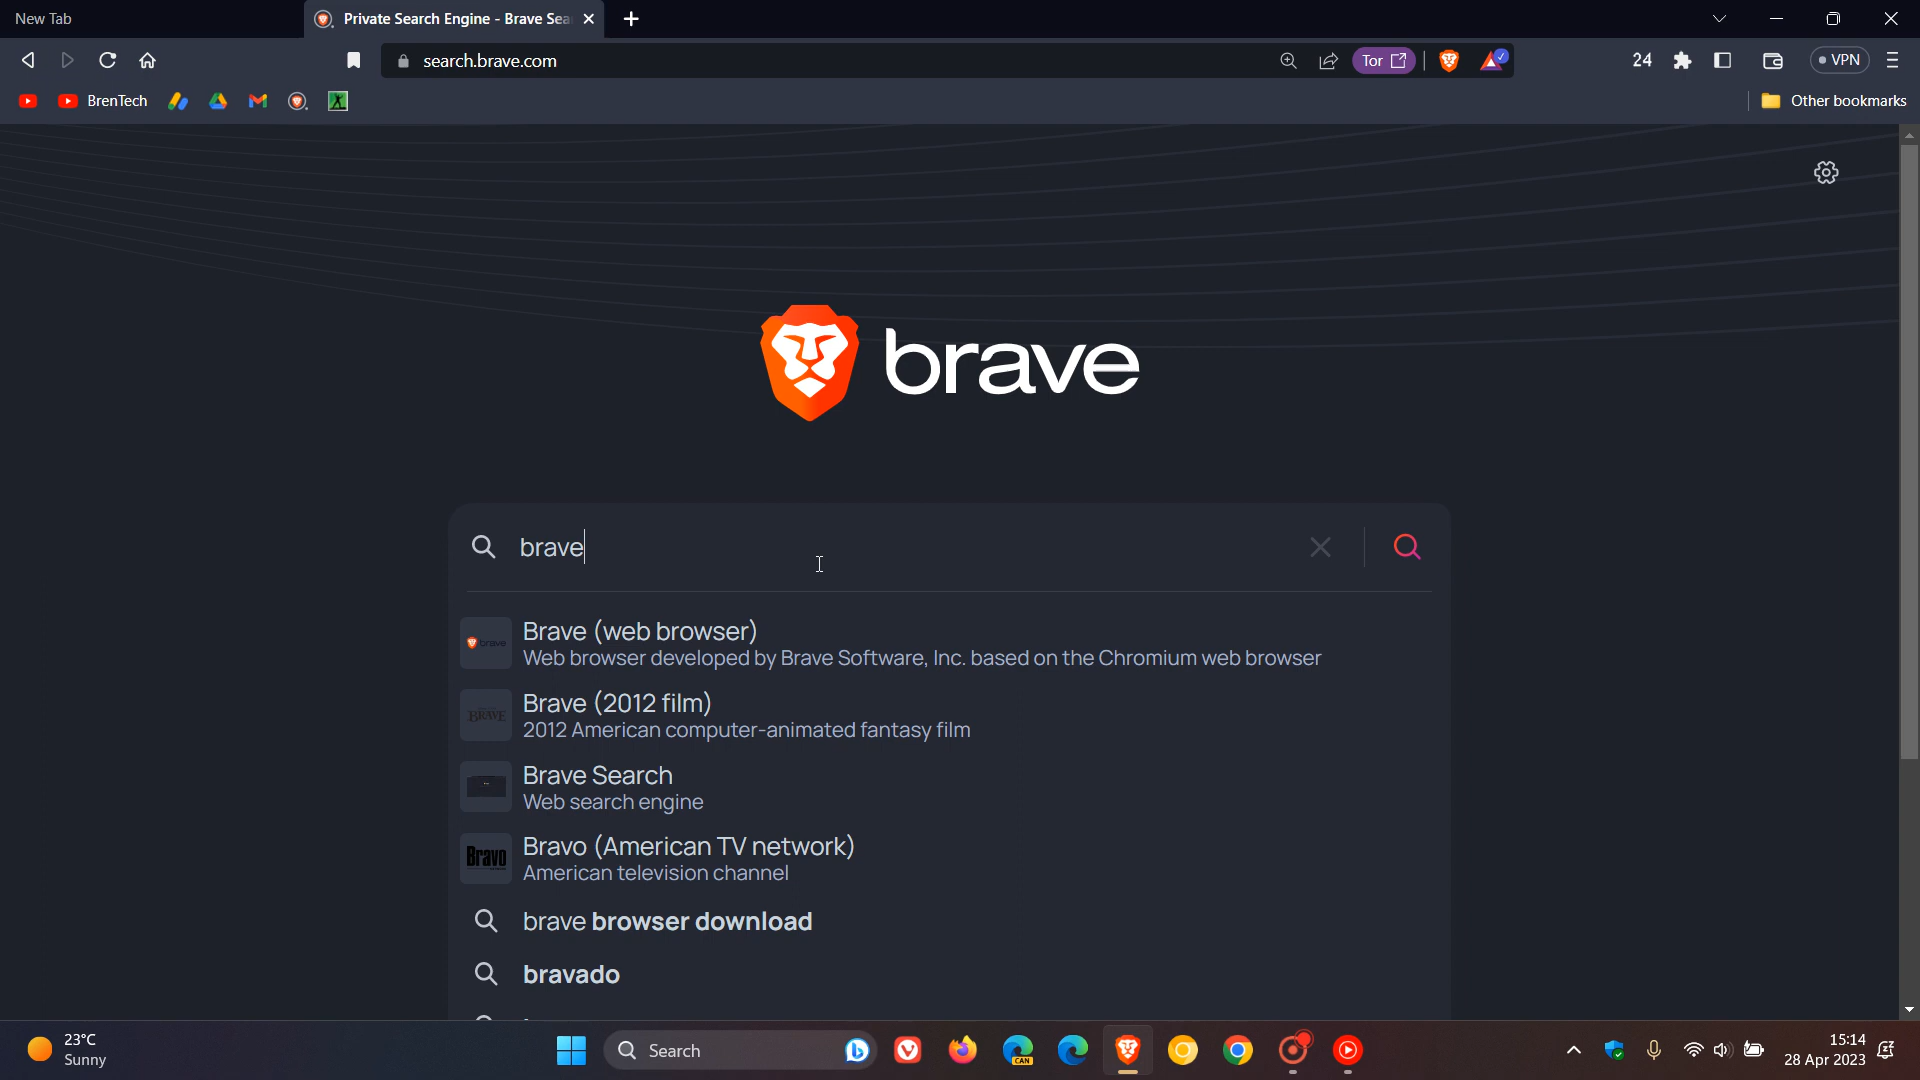 New Tab
Private Search Engine - Brave Sea
search.brave.com
Tor
24
VPN
BrenTech
Other bookmarks
brave
brave
Brave (web browser)
Web browser developed by Brave Software, Inc. based on the Chromium web browser
BRAVE
Brave (2012 film)
2012 American computer-animated fantasy film
Brave Search
Web search engine
Bravo
Bravo (American TV network)
American television channel
brave browser download
bravado
23°C
Sunny
Search
CAN
15:14
28 Apr 2023